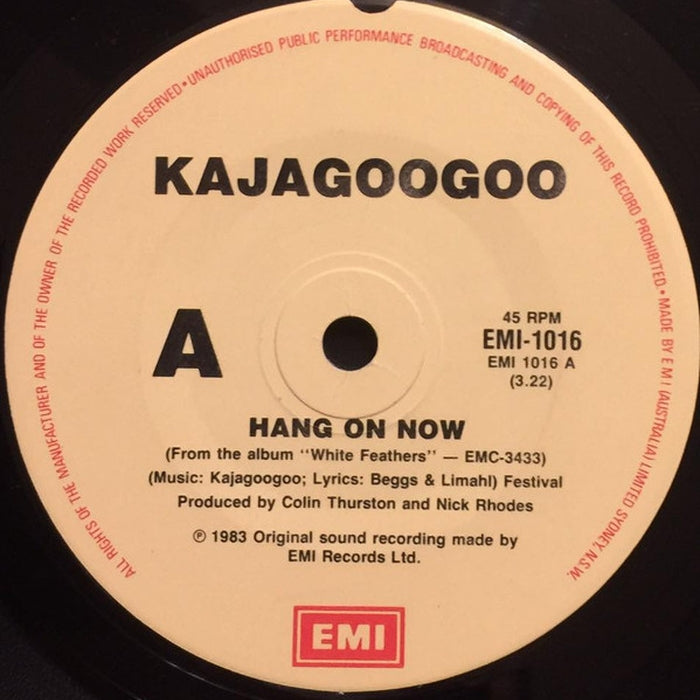 ALL RIGHTS OF THE MANUFACTURER AND OF THE OWNER OF THE RECORDED WORK RESERVED • UNAUTHORISED PUBLIC PERFORMANCE BROADCASTING AND COPYING OF THIS RECORD PROHIBITED. • MADE BY E M I (AUSTRALIA) LIMITED SYDNEY, N.S.W.
KAJAGOOGOO
A
45 RPM
EMI-1016
EMI 1016 A
(3.22)
HANG ON NOW
(From the album "White Feathers" — EMC-3433)
(Music: Kajagoogoo; Lyrics: Beggs & Limahl) Festival
Produced by Colin Thurston and Nick Rhodes
℗ 1983 Original sound recording made by
EMI Records Ltd.
EMI